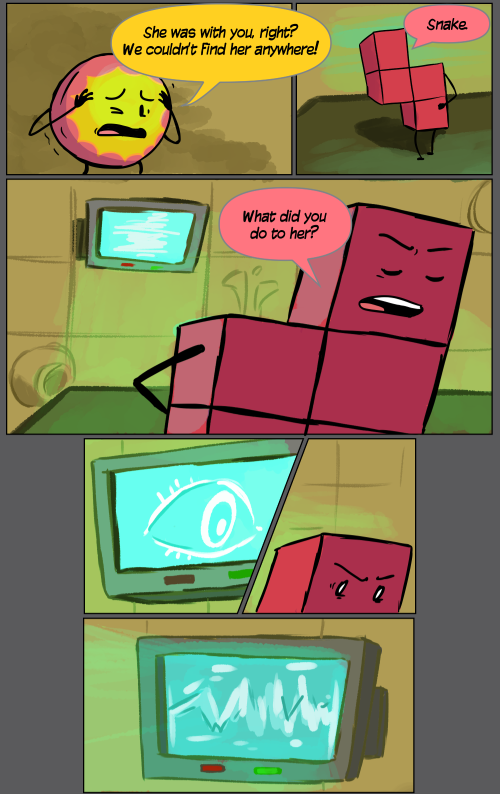 She was with you, right?
We couldn't find her anywhere!
Snake.
What did you
do to her?